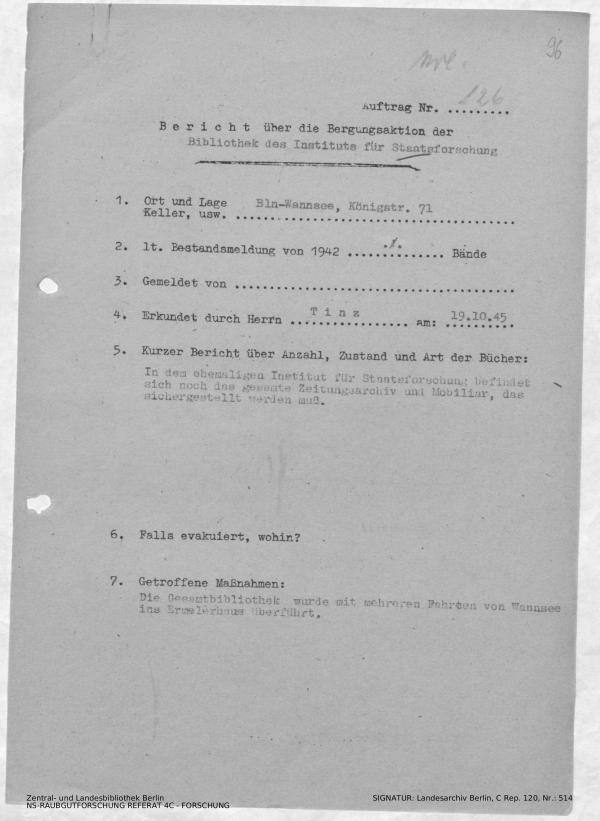 96
Auftrag Nr. 126
Bericht über die Bergungsaktion der
Bibliothek des Instituts für Staatsforschung
1. Ort und Lage Bln-Wannsee, Königstr. 71
Keller, usw. ........................................
2. lt. Bestandsmeldung von 1942 ...../......... Bände
3. Gemeldet von ........................................
4. Erkundet durch Herrn Tinz am: 19.10.45
5. Kurzer Bericht über Anzahl, Zustand und Art der Bücher:
In dem ehemaligen Institut für Staatsforschung befindet
sich noch das gesamte Zeitungsarchiv und Mobiliar, das
sichergestellt werden muß.
6. Falls evakuiert, wohin?
7. Getroffene Maßnahmen:
Die Gesamtbibliothek wurde mit mehreren Fahrten von Wannsee
ins Ermelerhaus überführt.
Zentral- und Landesbibliothek Berlin
NS-RAUBGUTFORSCHUNG REFERAT 4C - FORSCHUNG
SIGNATUR: Landesarchiv Berlin, C Rep. 120, Nr.: 514